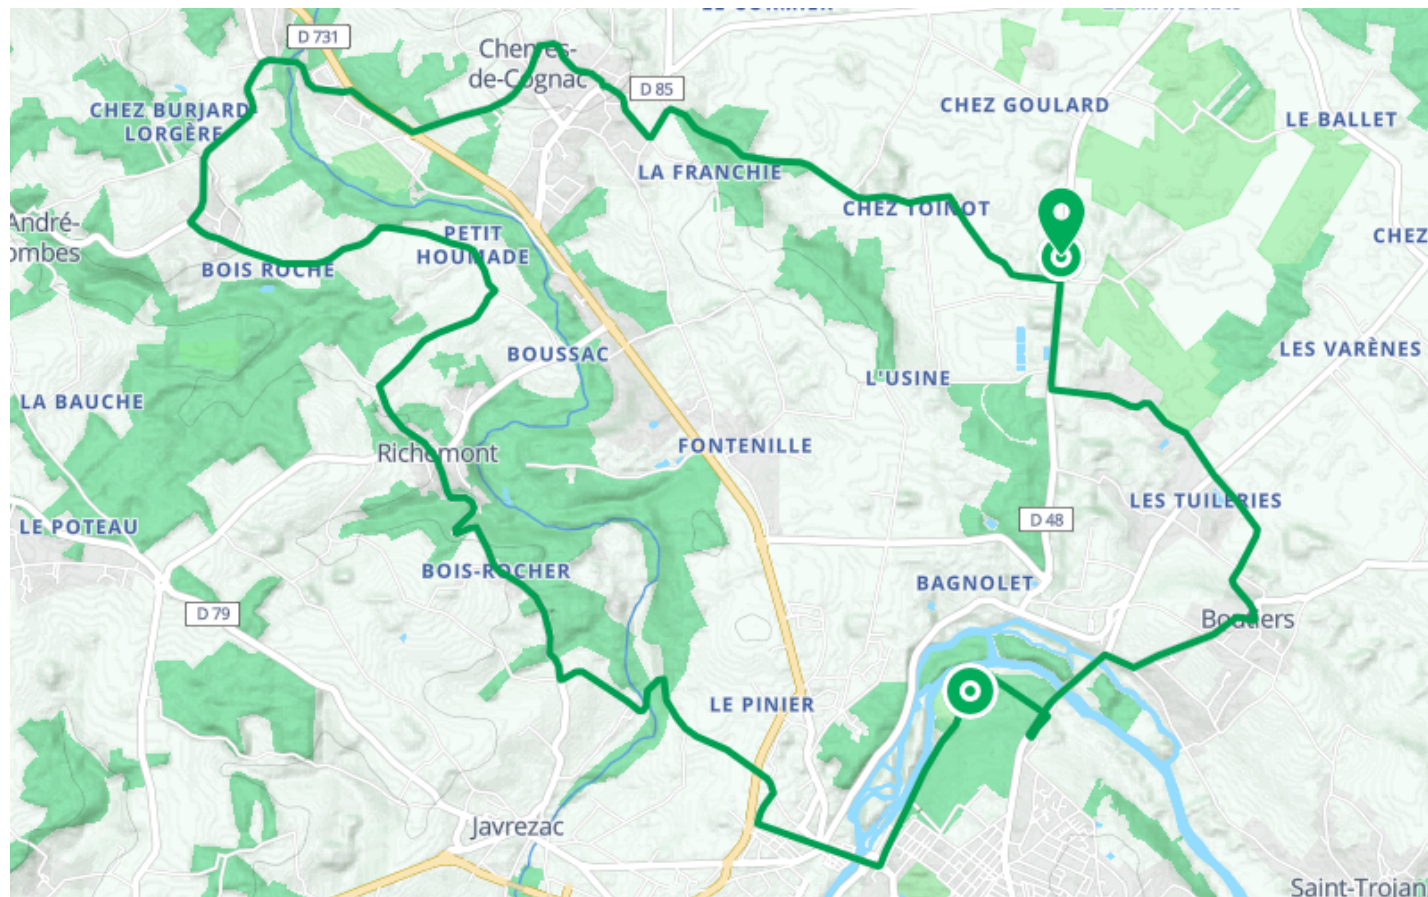 D 731
Cherves-
de-Cognac
D 85
CHEZ BURJARD-
LORGÈRE
CHEZ GOULARD
LE BALLET
LA FRANCHIE
CHEZ TOINOT
André-
ombes
PETIT
HOUMADE
CHEZ
BOIS ROCHE
BOUSSAC
LES VARÈNES
L'USINE
LA BAUCHE
Richemont
FONTENILLE
LES TUILERIES
LE POTEAU
D 48
BOIS-ROCHER
BAGNOLET
D 79
Boutiers
LE PINIER
Javrezac
Saint-Trojan